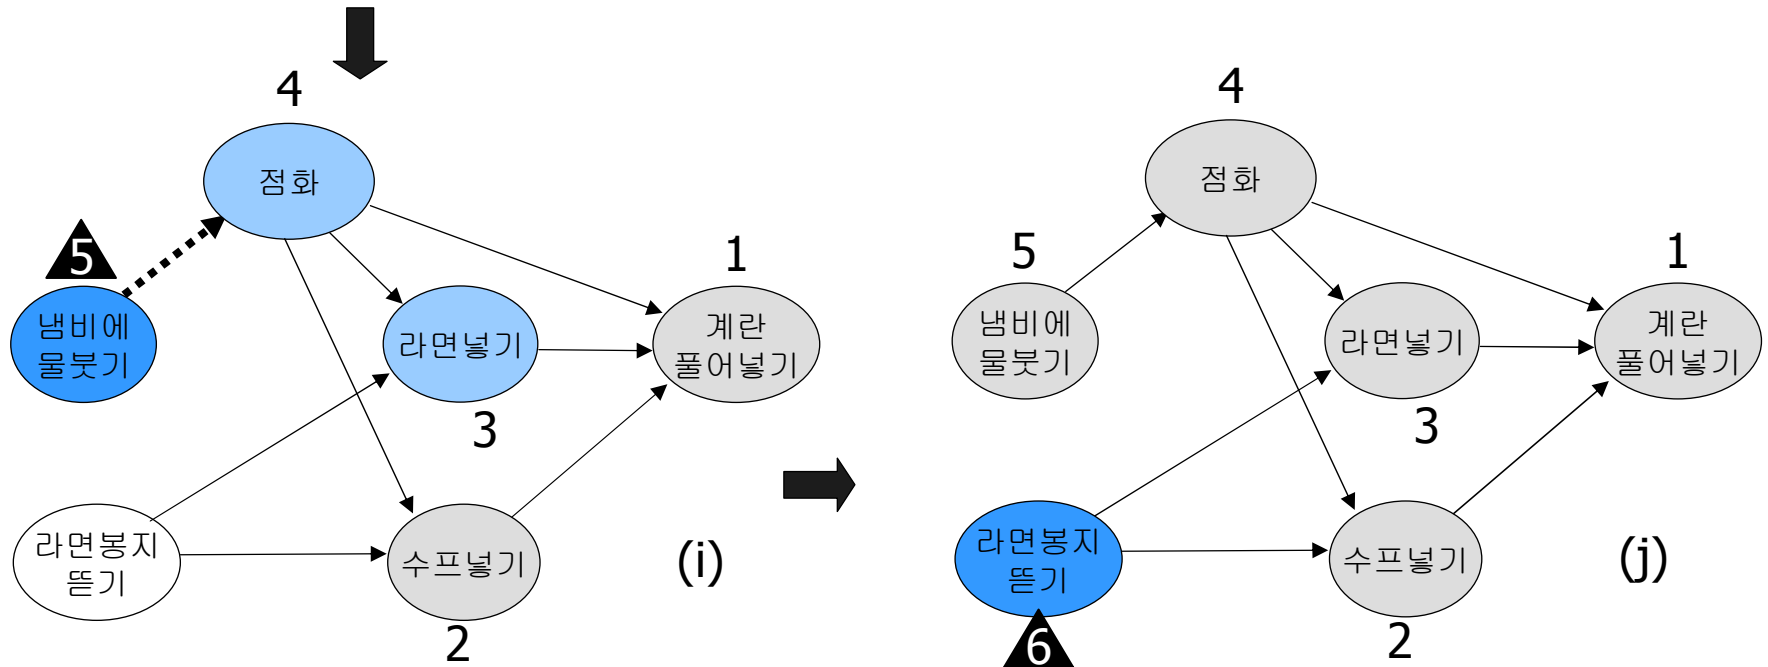 4
점화
5
냄비에
물붓기
라면넣기
3
1
계란
풀어넣기
라면봉지
뜯기
수프넣기
2
(i)
4
점화
5
냄비에
물붓기
라면넣기
3
1
계란
풀어넣기
라면봉지
뜯기
6
수프넣기
2
(j)